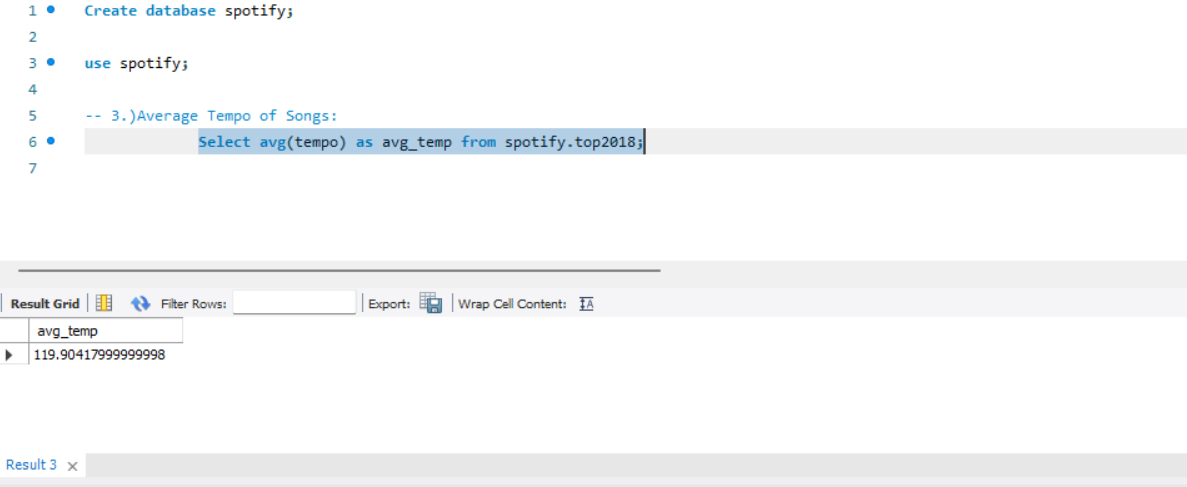 1 Create database spotify;
2
3 use spotify;
4
5 -- 3.)Average Tempo of Songs:
6 Select avg(tempo) as avg_temp from spotify.top2018;
7
Result Grid Filter Rows: Export: Wrap Cell Content: IA
avg_temp
119.90417999999998
Result 3 ×